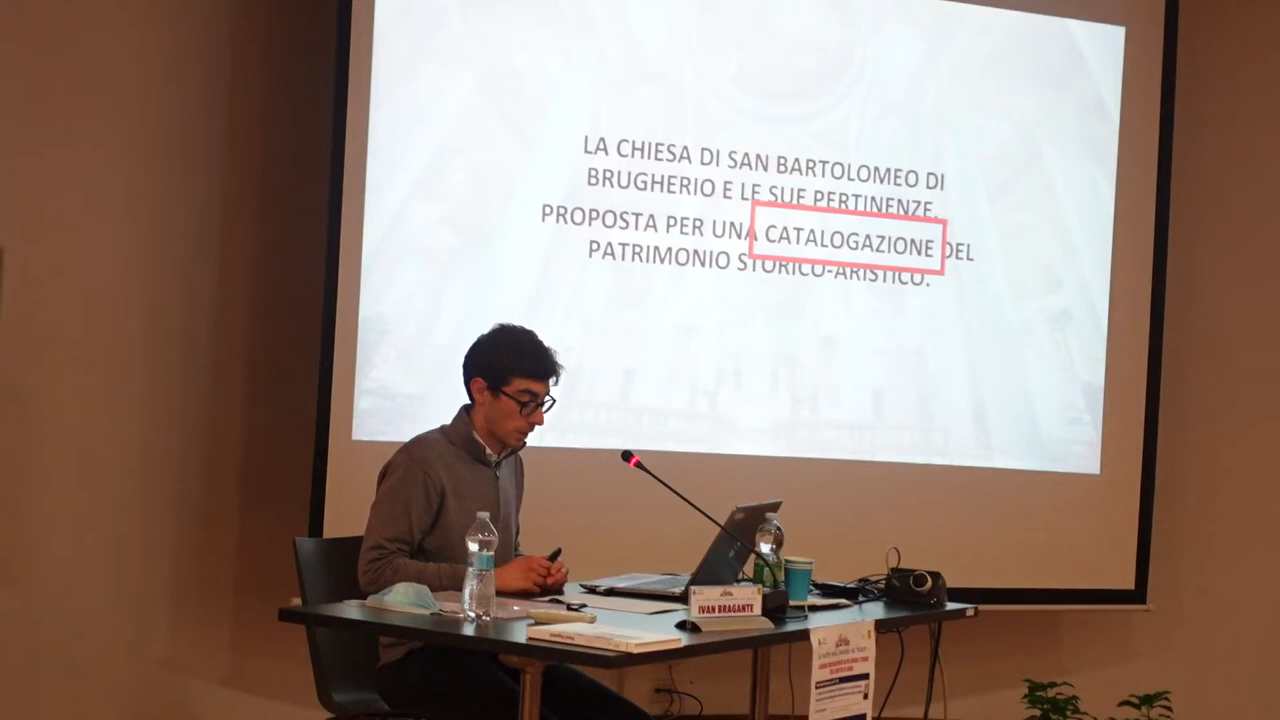 LA CHIESA DI SAN BARTOLOMEO DI
BRUGHERIO E LE SUE PERTINENZE.
PROPOSTA PER UNA CATALOGAZIONE DEL
PATRIMONIO STORICO-ARISTICO.
IVAN BRAGANTE